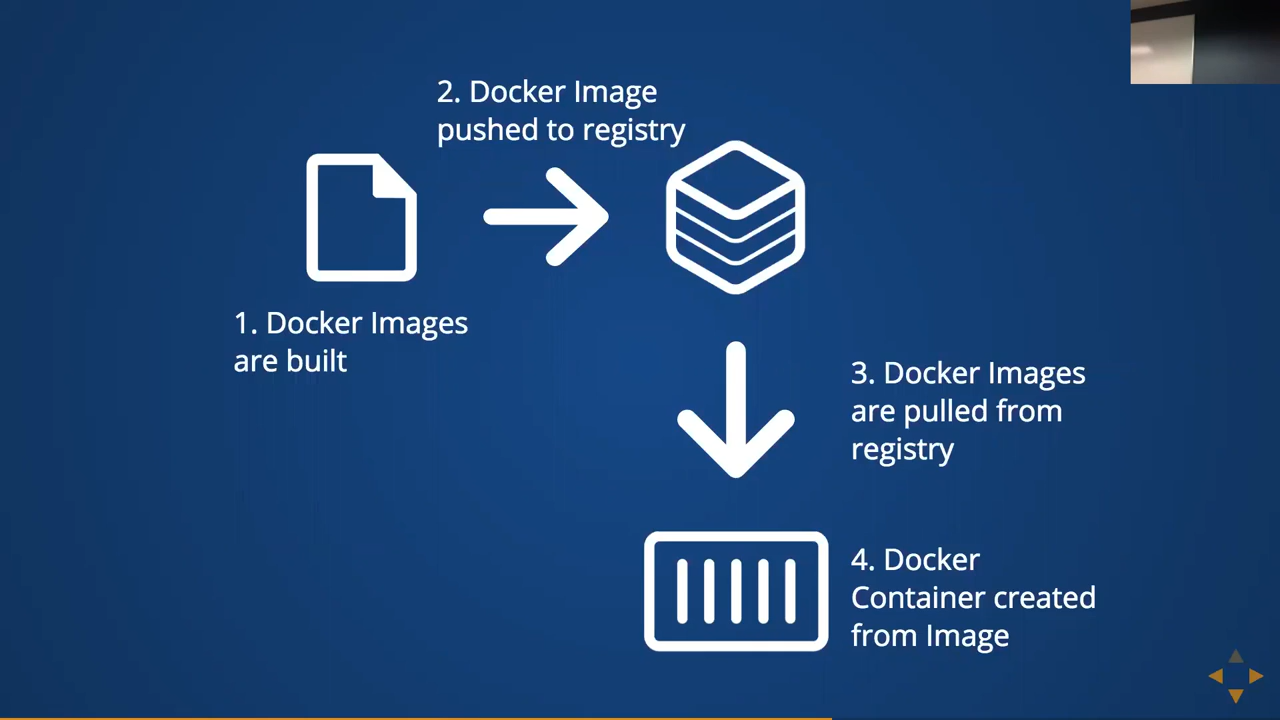 2. Docker Image
pushed to registry
1. Docker Images
are built
3. Docker Images
are pulled from
registry
4. Docker
Container created
from Image